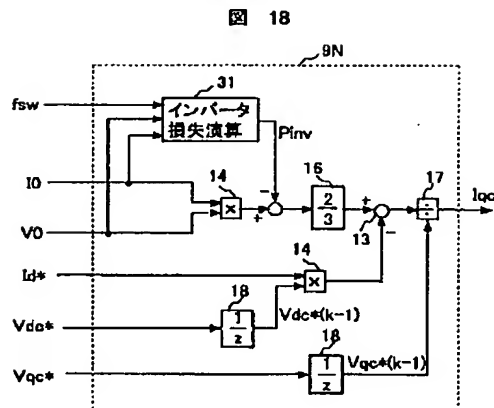 図 18
9N
31
fsw
インバータ
損失演算
Pinv
I0
14
×
−
+
16
2
3
+
13
−
17
÷
Iqc
V0
14
×
Id*
18
1
z
Vdc*(k-1)
Vdc*
18
1
z
Vqc*(k-1)
Vqc*